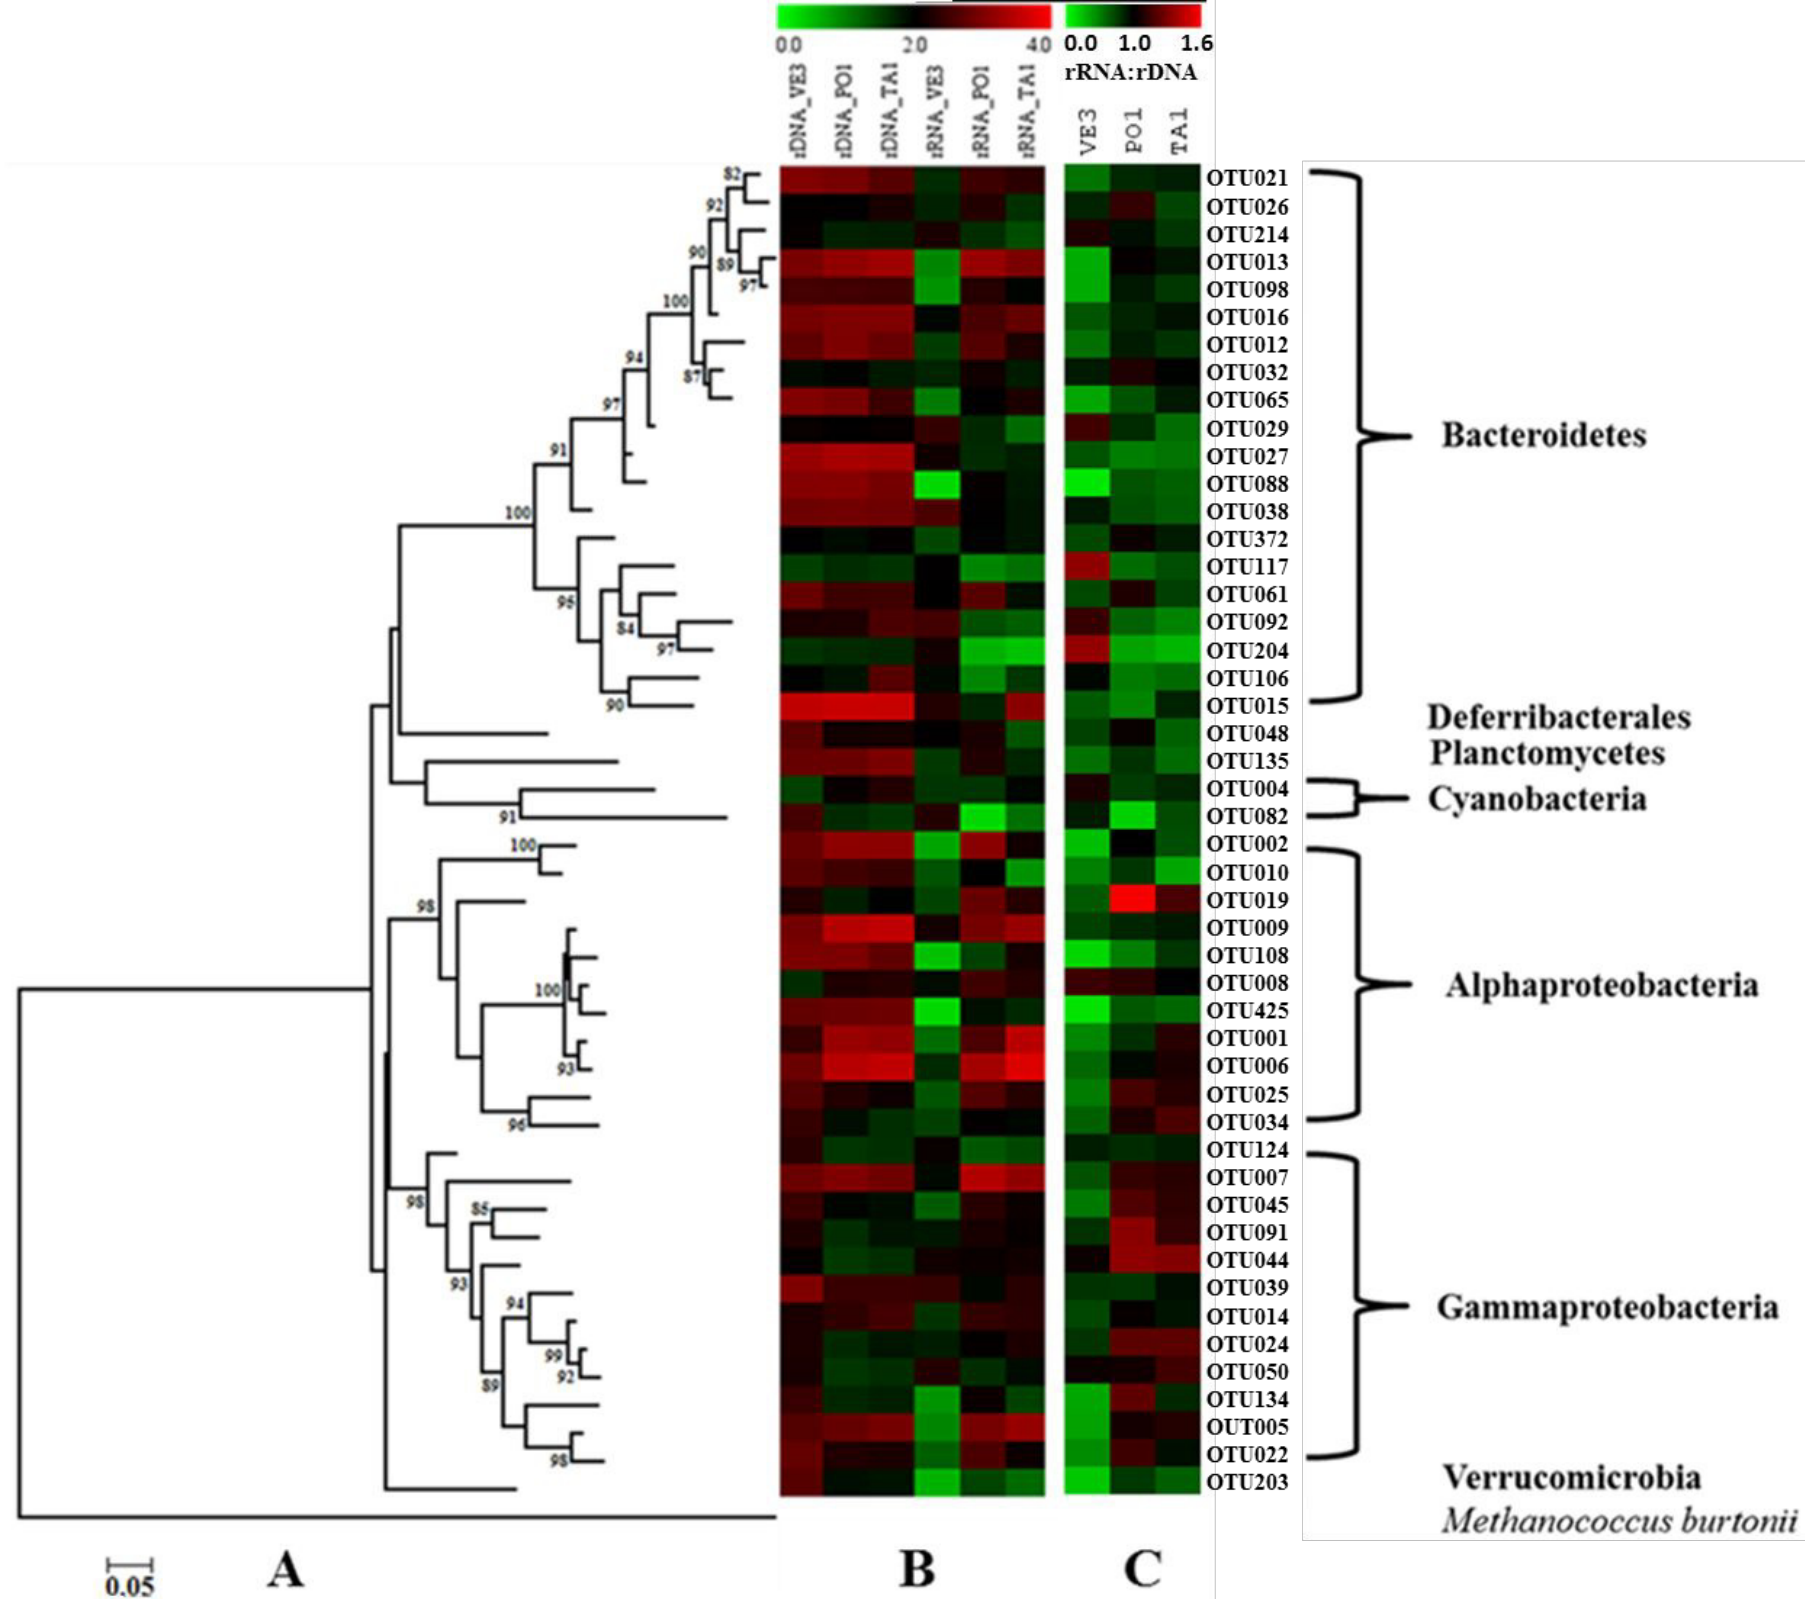 0.0 2.0 4.0 0.0 1.0 1.6
rRNA:rDNA
rDNA_VE3 rDNA_PO1 rDNA_TA1 rRNA_VE3 rRNA_PO1 rRNA_TA1 VE3 PO1 TA1
82 OTU021
92 OTU026
OTU214
90 89 OTU013
97 OTU098
100 OTU016
94 OTU012
87 OTU032
97 OTU065
OTU029
91 OTU027
OTU088
100 OTU038
OTU372
OTU117
96 OTU061
84 OTU092
97 OTU204
OTU106
90 OTU015
OTU048
OTU135
OTU004
91 OTU082
100 OTU002
OTU010
98 OTU019
OTU009
OTU108
100 OTU008
OTU425
OTU001
93 OTU006
OTU025
96 OTU034
OTU124
OTU007
98 85 OTU045
OTU091
OTU044
93 OTU039
94 OTU014
99 OTU024
92 OTU050
89 OTU134
OUT005
98 OTU022
OTU203
Bacteroidetes
Deferribacterales
Planctomycetes
Cyanobacteria
Alphaproteobacteria
Gammaproteobacteria
Verrucomicrobia
Methanococcus burtonii
0.05
A B C